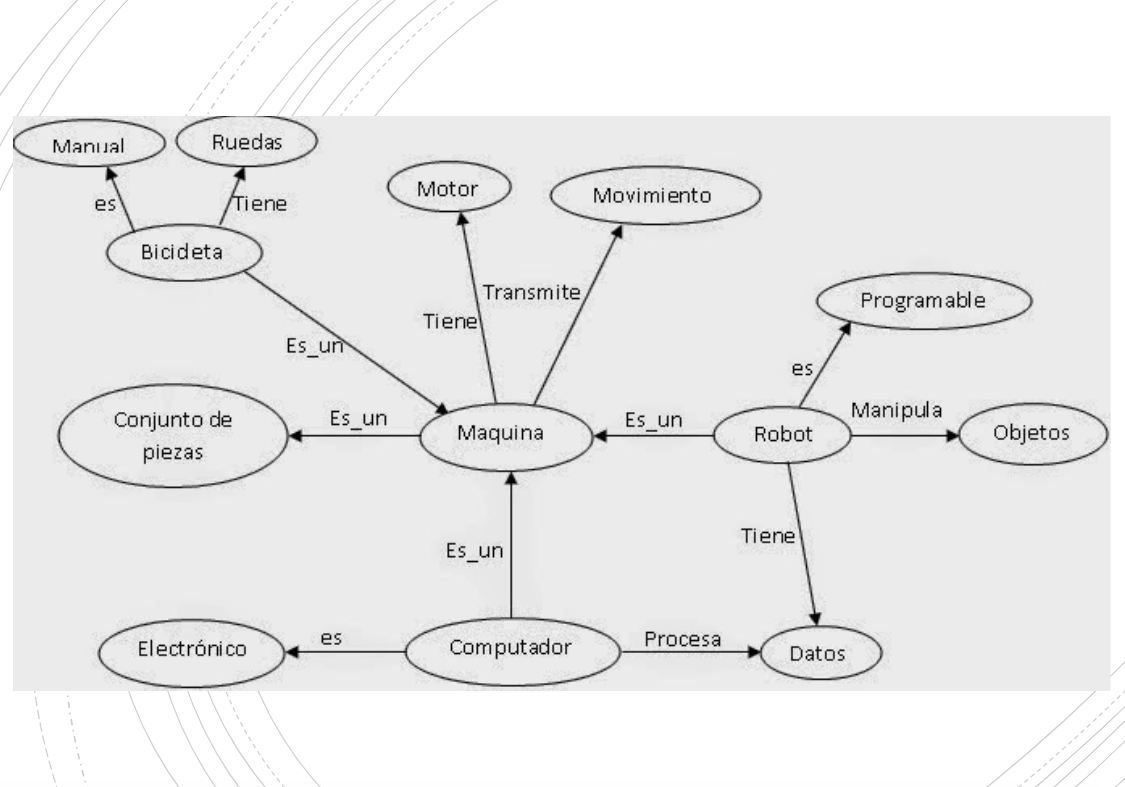 Manual
Ruedas
es
Tiene
Bicideta
Motor
Movimiento
Transmite
Tiene
Programable
Es_un
es
Conjunto de
piezas
Es_un
Maquina
Es_un
Robot
Manipula
Objetos
Es_un
Tiene
Electrónico
es
Computador
Procesa
Datos